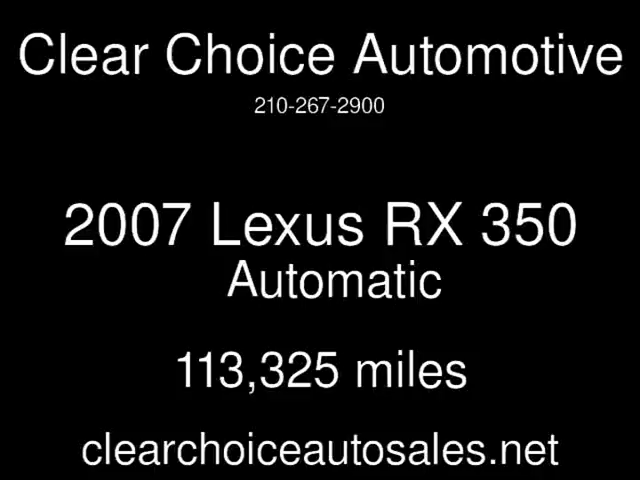 Clear Choice Automotive
210-267-2900
2007 Lexus RX 350
Automatic
113,325 miles
clearchoiceautosales.net